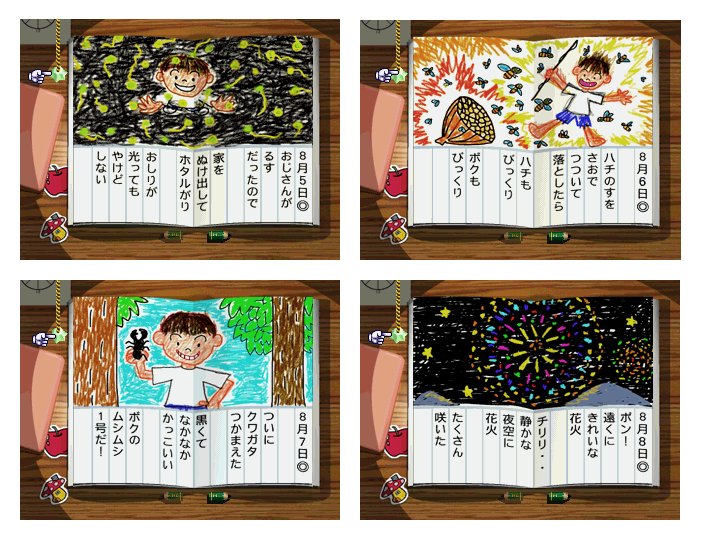 8月5日◎
おじさんが
るす
だったので
家を
ぬけ出して
ホタルがり
おしりが
光っても
やけど
しない
8月6日◎
ハチのすを
さおで
つついて
落としたら
ハチも
びっくり
ボクも
びっくり
8月7日◎
ついに
クワガタ
つかまえた
黒くて
なかなか
かっこいい
ボクの
ムシムシ
1号だ!
8月8日◎
ポン!
遠くに
きれいな
花火
チリリ・・
静かな
夜空に
花火
たくさん
咲いた